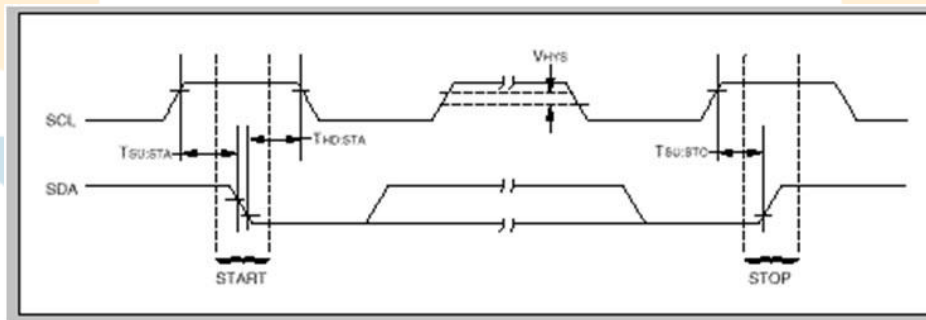 VHYS
SCL
TSU:STA
THD:STA
TSU:STO
SDA
START
STOP